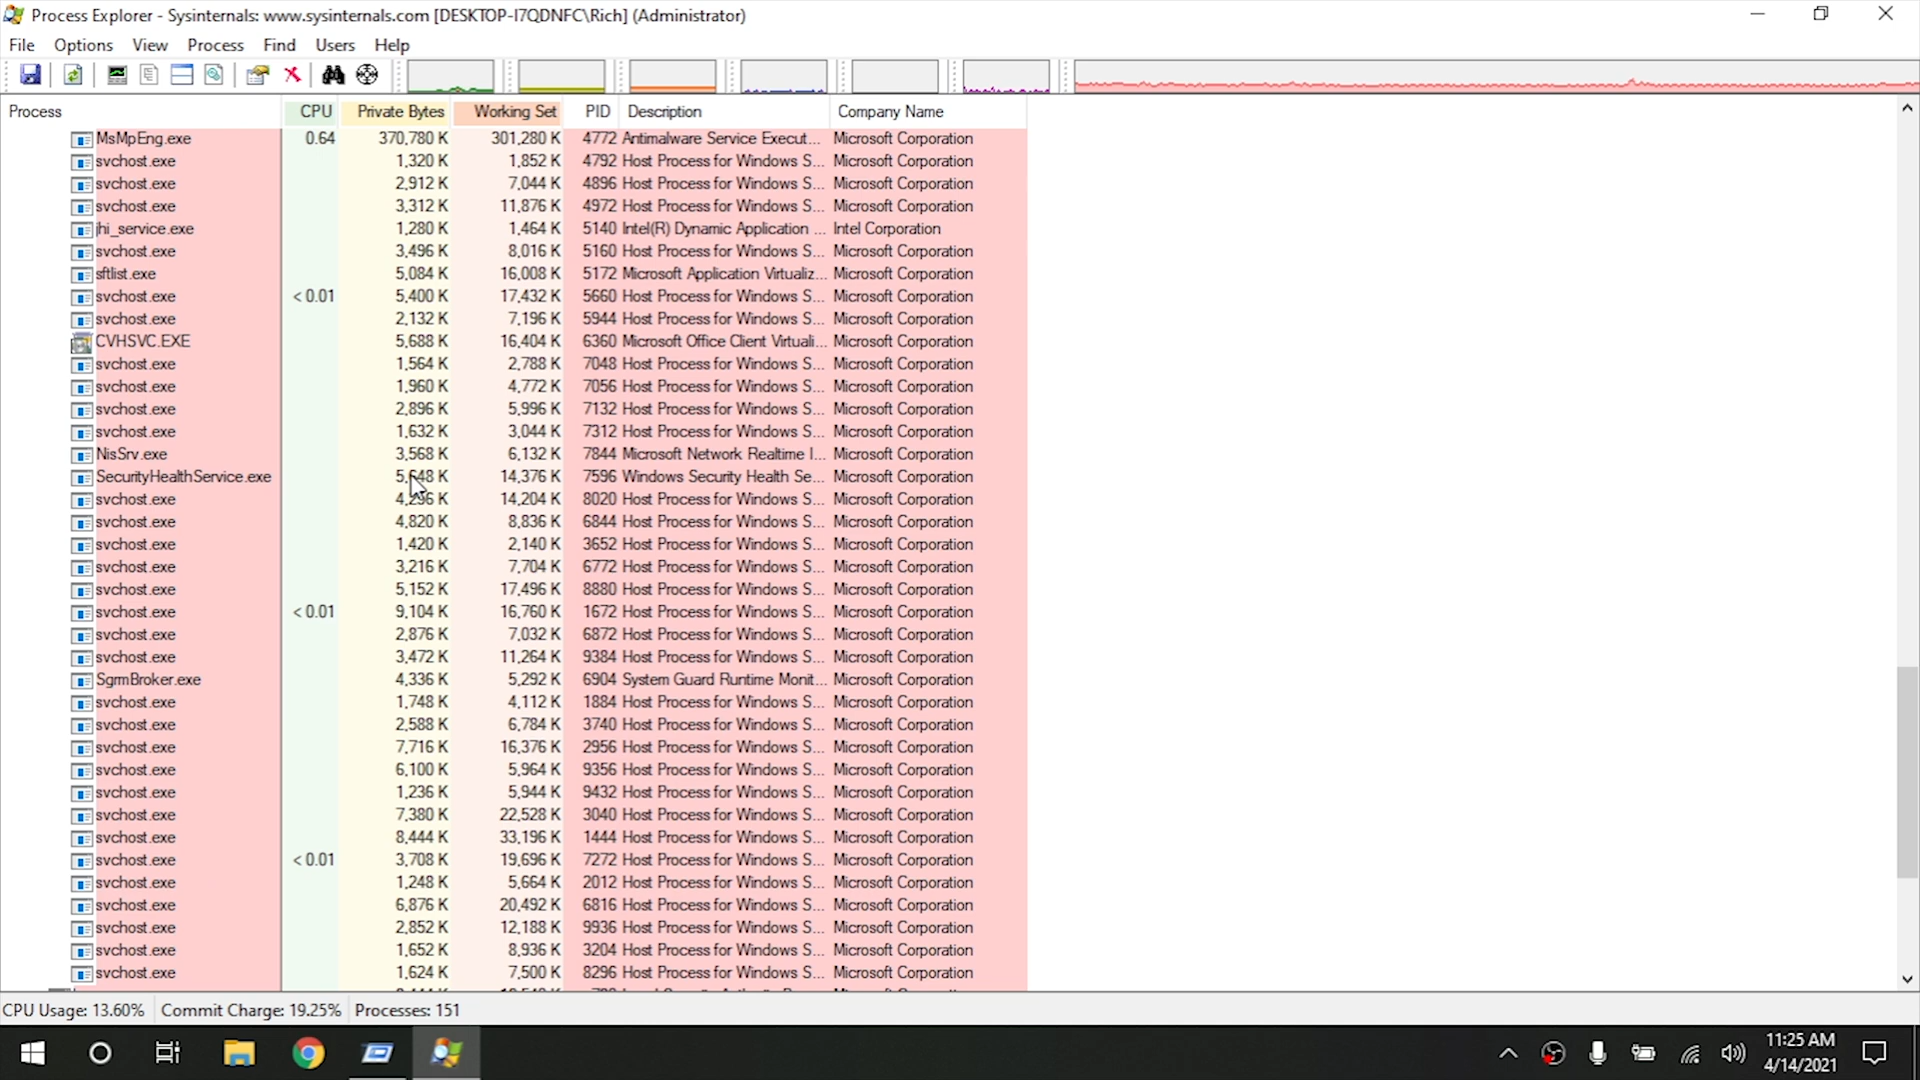 Process Explorer - Sysinternals: www.sysinternals.com [DESKTOP-I7QDNFC\Rich] (Administrator)
File Options View Process Find Users Help
Process CPU Private Bytes Working Set PID Description Company Name
MsMpEng.exe 0.64 370,780 K 301,280 K 4772 Antimalware Service Execut... Microsoft Corporation
svchost.exe 1,320 K 1,852 K 4792 Host Process for Windows S... Microsoft Corporation
svchost.exe 2,912 K 7,044 K 4896 Host Process for Windows S... Microsoft Corporation
svchost.exe 3,312 K 11,876 K 4972 Host Process for Windows S... Microsoft Corporation
jhi_service.exe 1,280 K 1,464 K 5140 Intel(R) Dynamic Application ... Intel Corporation
svchost.exe 3,496 K 8,016 K 5160 Host Process for Windows S... Microsoft Corporation
sftlist.exe 5,084 K 16,008 K 5172 Microsoft Application Virtualiz... Microsoft Corporation
svchost.exe < 0.01 5,400 K 17,432 K 5660 Host Process for Windows S... Microsoft Corporation
svchost.exe 2,132 K 7,196 K 5944 Host Process for Windows S... Microsoft Corporation
CVHSVC.EXE 5,688 K 16,404 K 6360 Microsoft Office Client Virtuali... Microsoft Corporation
svchost.exe 1,564 K 2,788 K 7048 Host Process for Windows S... Microsoft Corporation
svchost.exe 1,960 K 4,772 K 7056 Host Process for Windows S... Microsoft Corporation
svchost.exe 2,896 K 5,996 K 7132 Host Process for Windows S... Microsoft Corporation
svchost.exe 1,632 K 3,044 K 7312 Host Process for Windows S... Microsoft Corporation
NisSrv.exe 3,568 K 6,132 K 7844 Microsoft Network Realtime I... Microsoft Corporation
SecurityHealthService.exe 5,648 K 14,376 K 7596 Windows Security Health Se... Microsoft Corporation
svchost.exe 4,296 K 14,204 K 8020 Host Process for Windows S... Microsoft Corporation
svchost.exe 4,820 K 8,836 K 6844 Host Process for Windows S... Microsoft Corporation
svchost.exe 1,420 K 2,140 K 3652 Host Process for Windows S... Microsoft Corporation
svchost.exe 3,216 K 7,704 K 6772 Host Process for Windows S... Microsoft Corporation
svchost.exe 5,152 K 17,496 K 8880 Host Process for Windows S... Microsoft Corporation
svchost.exe < 0.01 9,104 K 16,760 K 1672 Host Process for Windows S... Microsoft Corporation
svchost.exe 2,876 K 7,032 K 6872 Host Process for Windows S... Microsoft Corporation
svchost.exe 3,472 K 11,264 K 9384 Host Process for Windows S... Microsoft Corporation
SgrmBroker.exe 4,336 K 5,292 K 6904 System Guard Runtime Monit... Microsoft Corporation
svchost.exe 1,748 K 4,112 K 1884 Host Process for Windows S... Microsoft Corporation
svchost.exe 2,588 K 6,784 K 3740 Host Process for Windows S... Microsoft Corporation
svchost.exe 7,716 K 16,376 K 2956 Host Process for Windows S... Microsoft Corporation
svchost.exe 6,100 K 5,964 K 9356 Host Process for Windows S... Microsoft Corporation
svchost.exe 1,236 K 5,944 K 9432 Host Process for Windows S... Microsoft Corporation
svchost.exe 7,380 K 22,528 K 3040 Host Process for Windows S... Microsoft Corporation
svchost.exe 8,444 K 33,196 K 1444 Host Process for Windows S... Microsoft Corporation
svchost.exe < 0.01 3,708 K 19,696 K 7272 Host Process for Windows S... Microsoft Corporation
svchost.exe 1,248 K 5,664 K 2012 Host Process for Windows S... Microsoft Corporation
svchost.exe 6,876 K 20,492 K 6816 Host Process for Windows S... Microsoft Corporation
svchost.exe 2,852 K 12,188 K 9936 Host Process for Windows S... Microsoft Corporation
svchost.exe 1,652 K 8,936 K 3204 Host Process for Windows S... Microsoft Corporation
svchost.exe 1,624 K 7,500 K 8296 Host Process for Windows S... Microsoft Corporation
CPU Usage: 13.60% Commit Charge: 19.25% Processes: 151
11:25 AM
4/14/2021